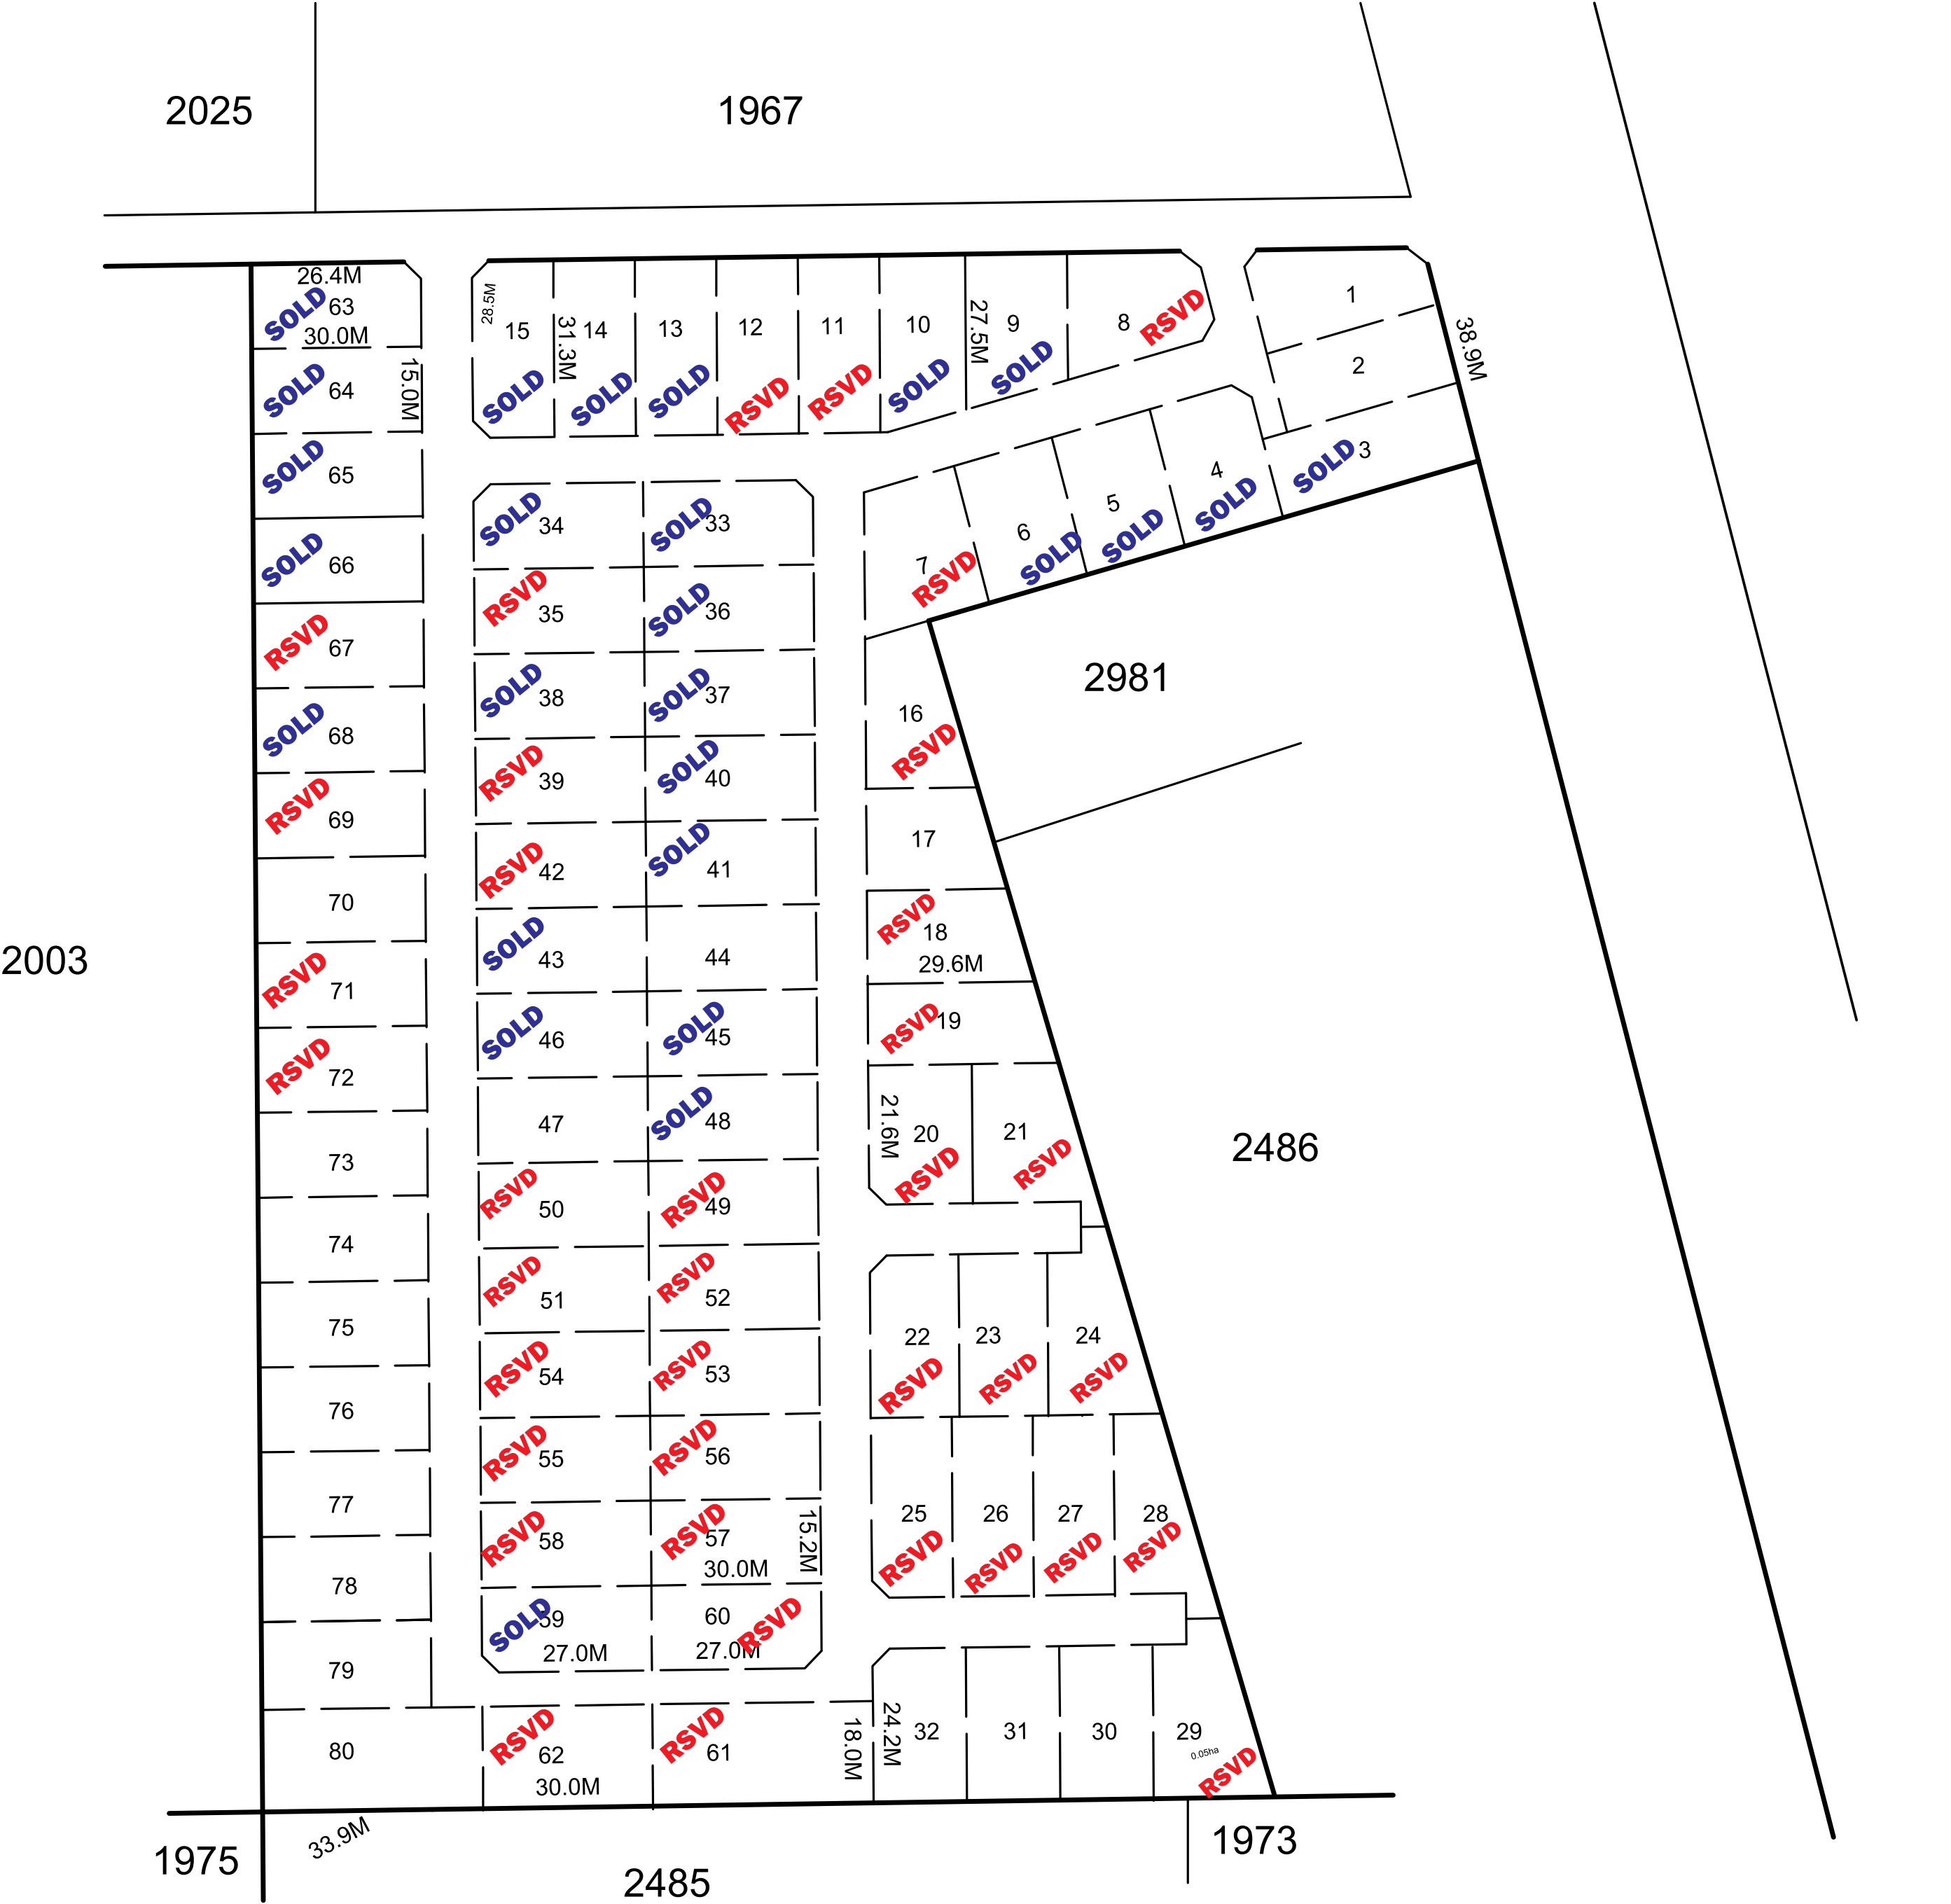 2025
1967
26.4M
SOLD 63
30.0M
15.0M
SOLD 64
SOLD 65
SOLD 66
RSVD 67
SOLD 68
RSVD 69
70
RSVD 71
RSVD 72
73
74
75
76
77
78
79
80
33.9M
28.5M
15 SOLD
31.3M
14 SOLD
13 SOLD
12 RSVD
11 RSVD
10 SOLD
27.5M
9 SOLD
8 RSVD
1
2
38.9M
3 SOLD
4 SOLD
5 SOLD
6 SOLD
7 RSVD
SOLD 34
SOLD 33
RSVD 35
SOLD 36
SOLD 38
SOLD 37
RSVD 39
SOLD 40
RSVD 42
SOLD 41
SOLD 43
44
SOLD 46
SOLD 45
47
SOLD 48
RSVD 50
RSVD 49
RSVD 51
RSVD 52
RSVD 54
RSVD 53
RSVD 55
RSVD 56
RSVD 58
RSVD 57
30.0M
15.2M
SOLD 59
27.0M
60 RSVD
27.0M
RSVD 62
30.0M
RSVD 61
18.0M
16 RSVD
17
RSVD 18
29.6M
RSVD 19
21.6M
20 RSVD
21 RSVD
22 RSVD
23 RSVD
24 RSVD
25 RSVD
26 RSVD
27 RSVD
28 RSVD
24.2M
32
31
30
29
0.05ha
RSVD
2981
2486
2003
1975
2485
1973